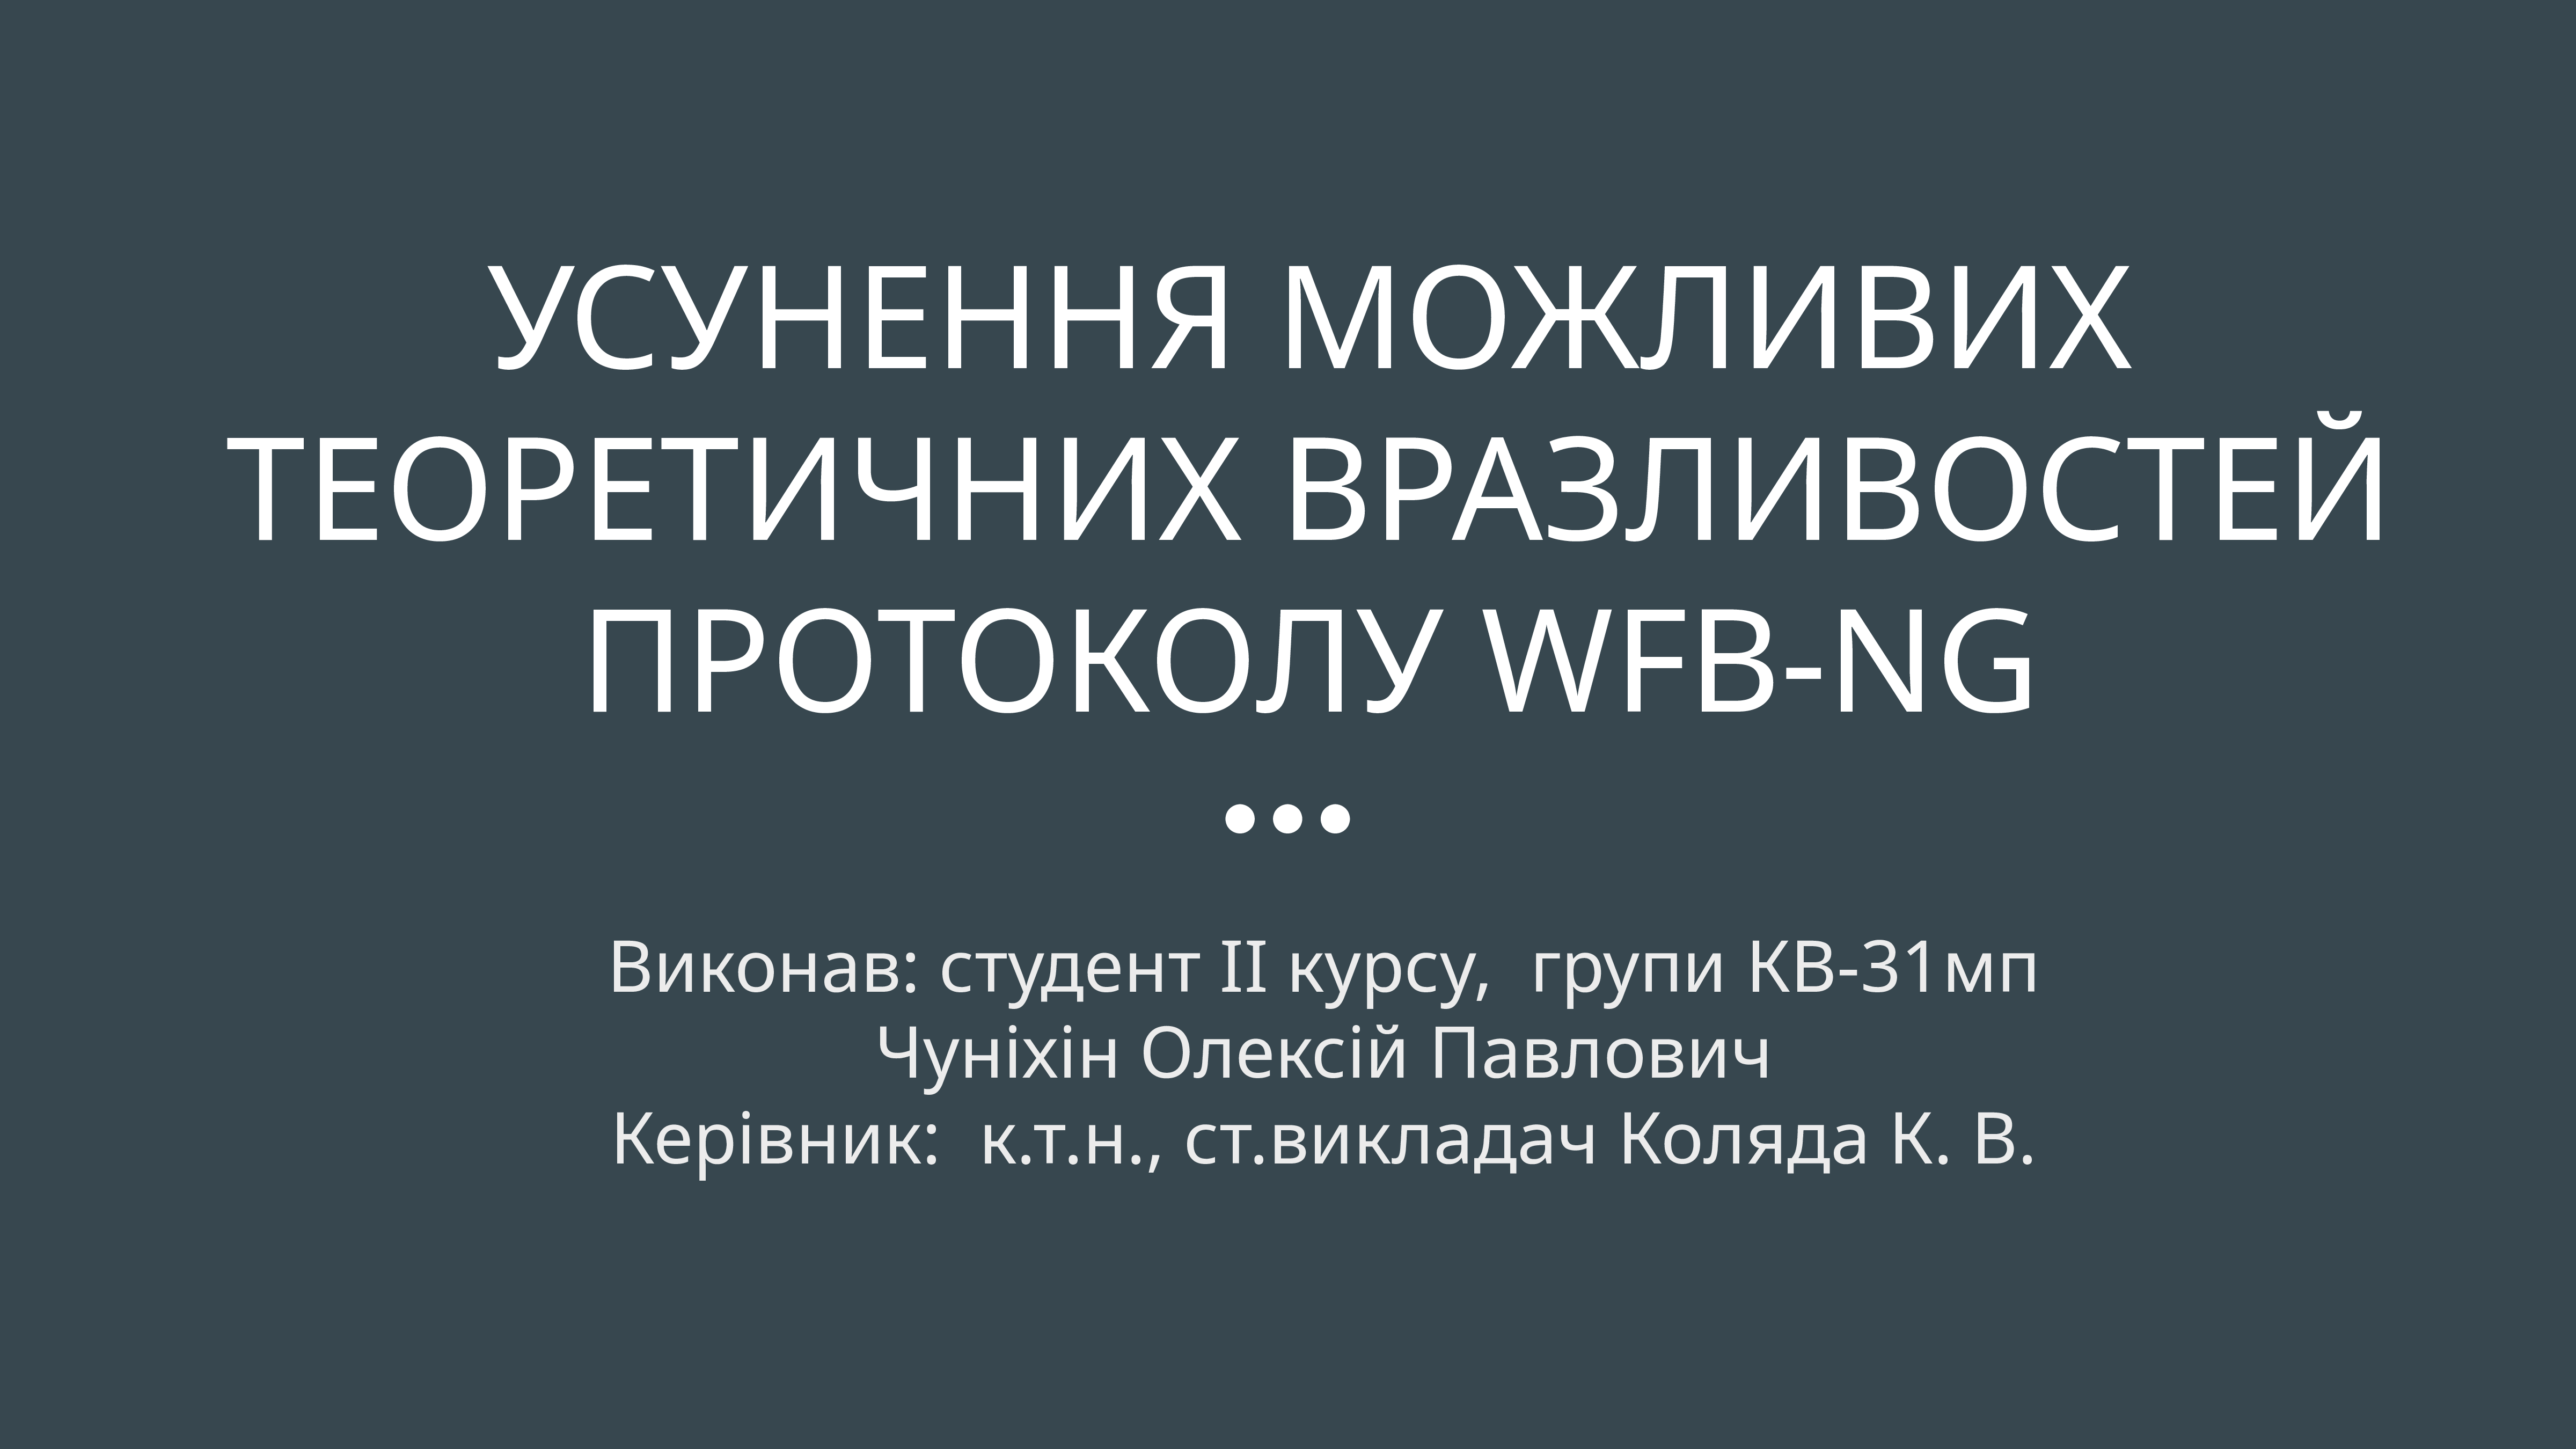 УСУНЕННЯ МОЖЛИВИХ
ТЕОРЕТИЧНИХ ВРАЗЛИВОСТЕЙ
ПРОТОКОЛУ WFB-NG
Виконав: студент II курсу,  групи КВ-31мп
Чуніхін Олексій Павлович
Керівник:  к.т.н., ст.викладач Коляда К. В.